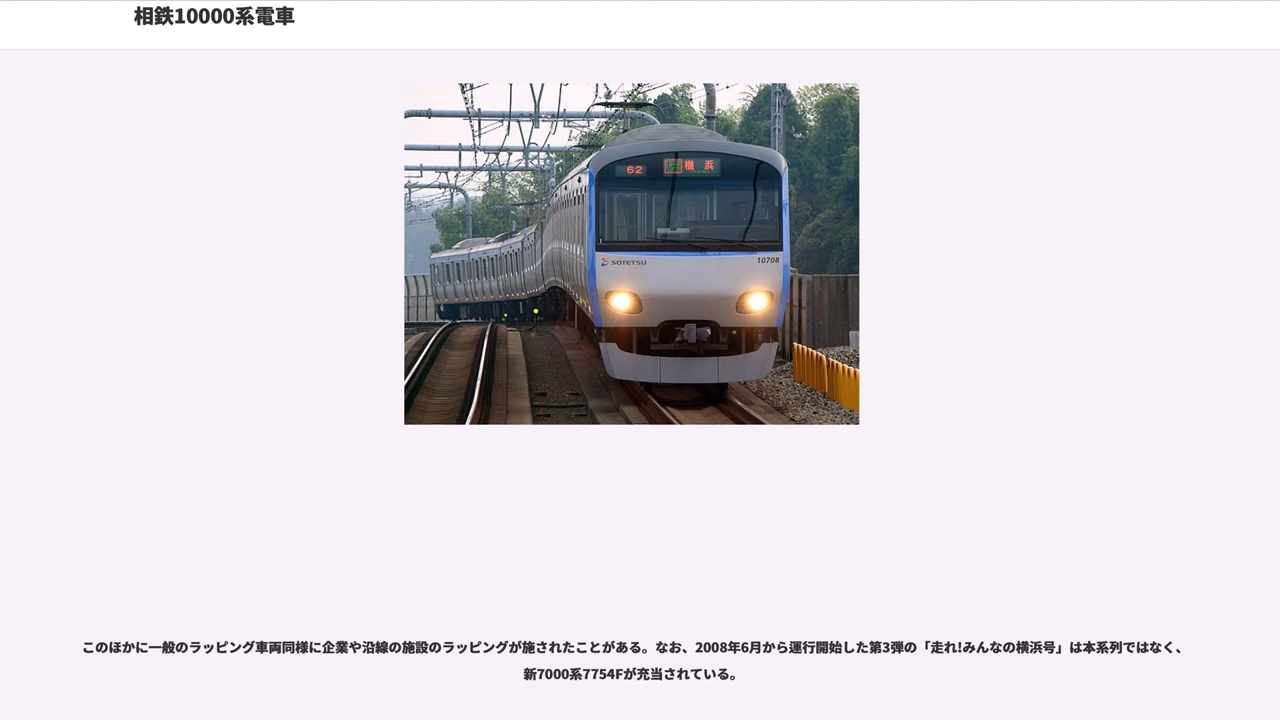 相鉄10000系電車
62
横浜
SOTETSU
10708
このほかに一般のラッピング車両同様に企業や沿線の施設のラッピングが施されたことがある。なお、2008年6月から運行開始した第3弾の「走れ!みんなの横浜号」は本系列ではなく、
新7000系7754Fが充当されている。